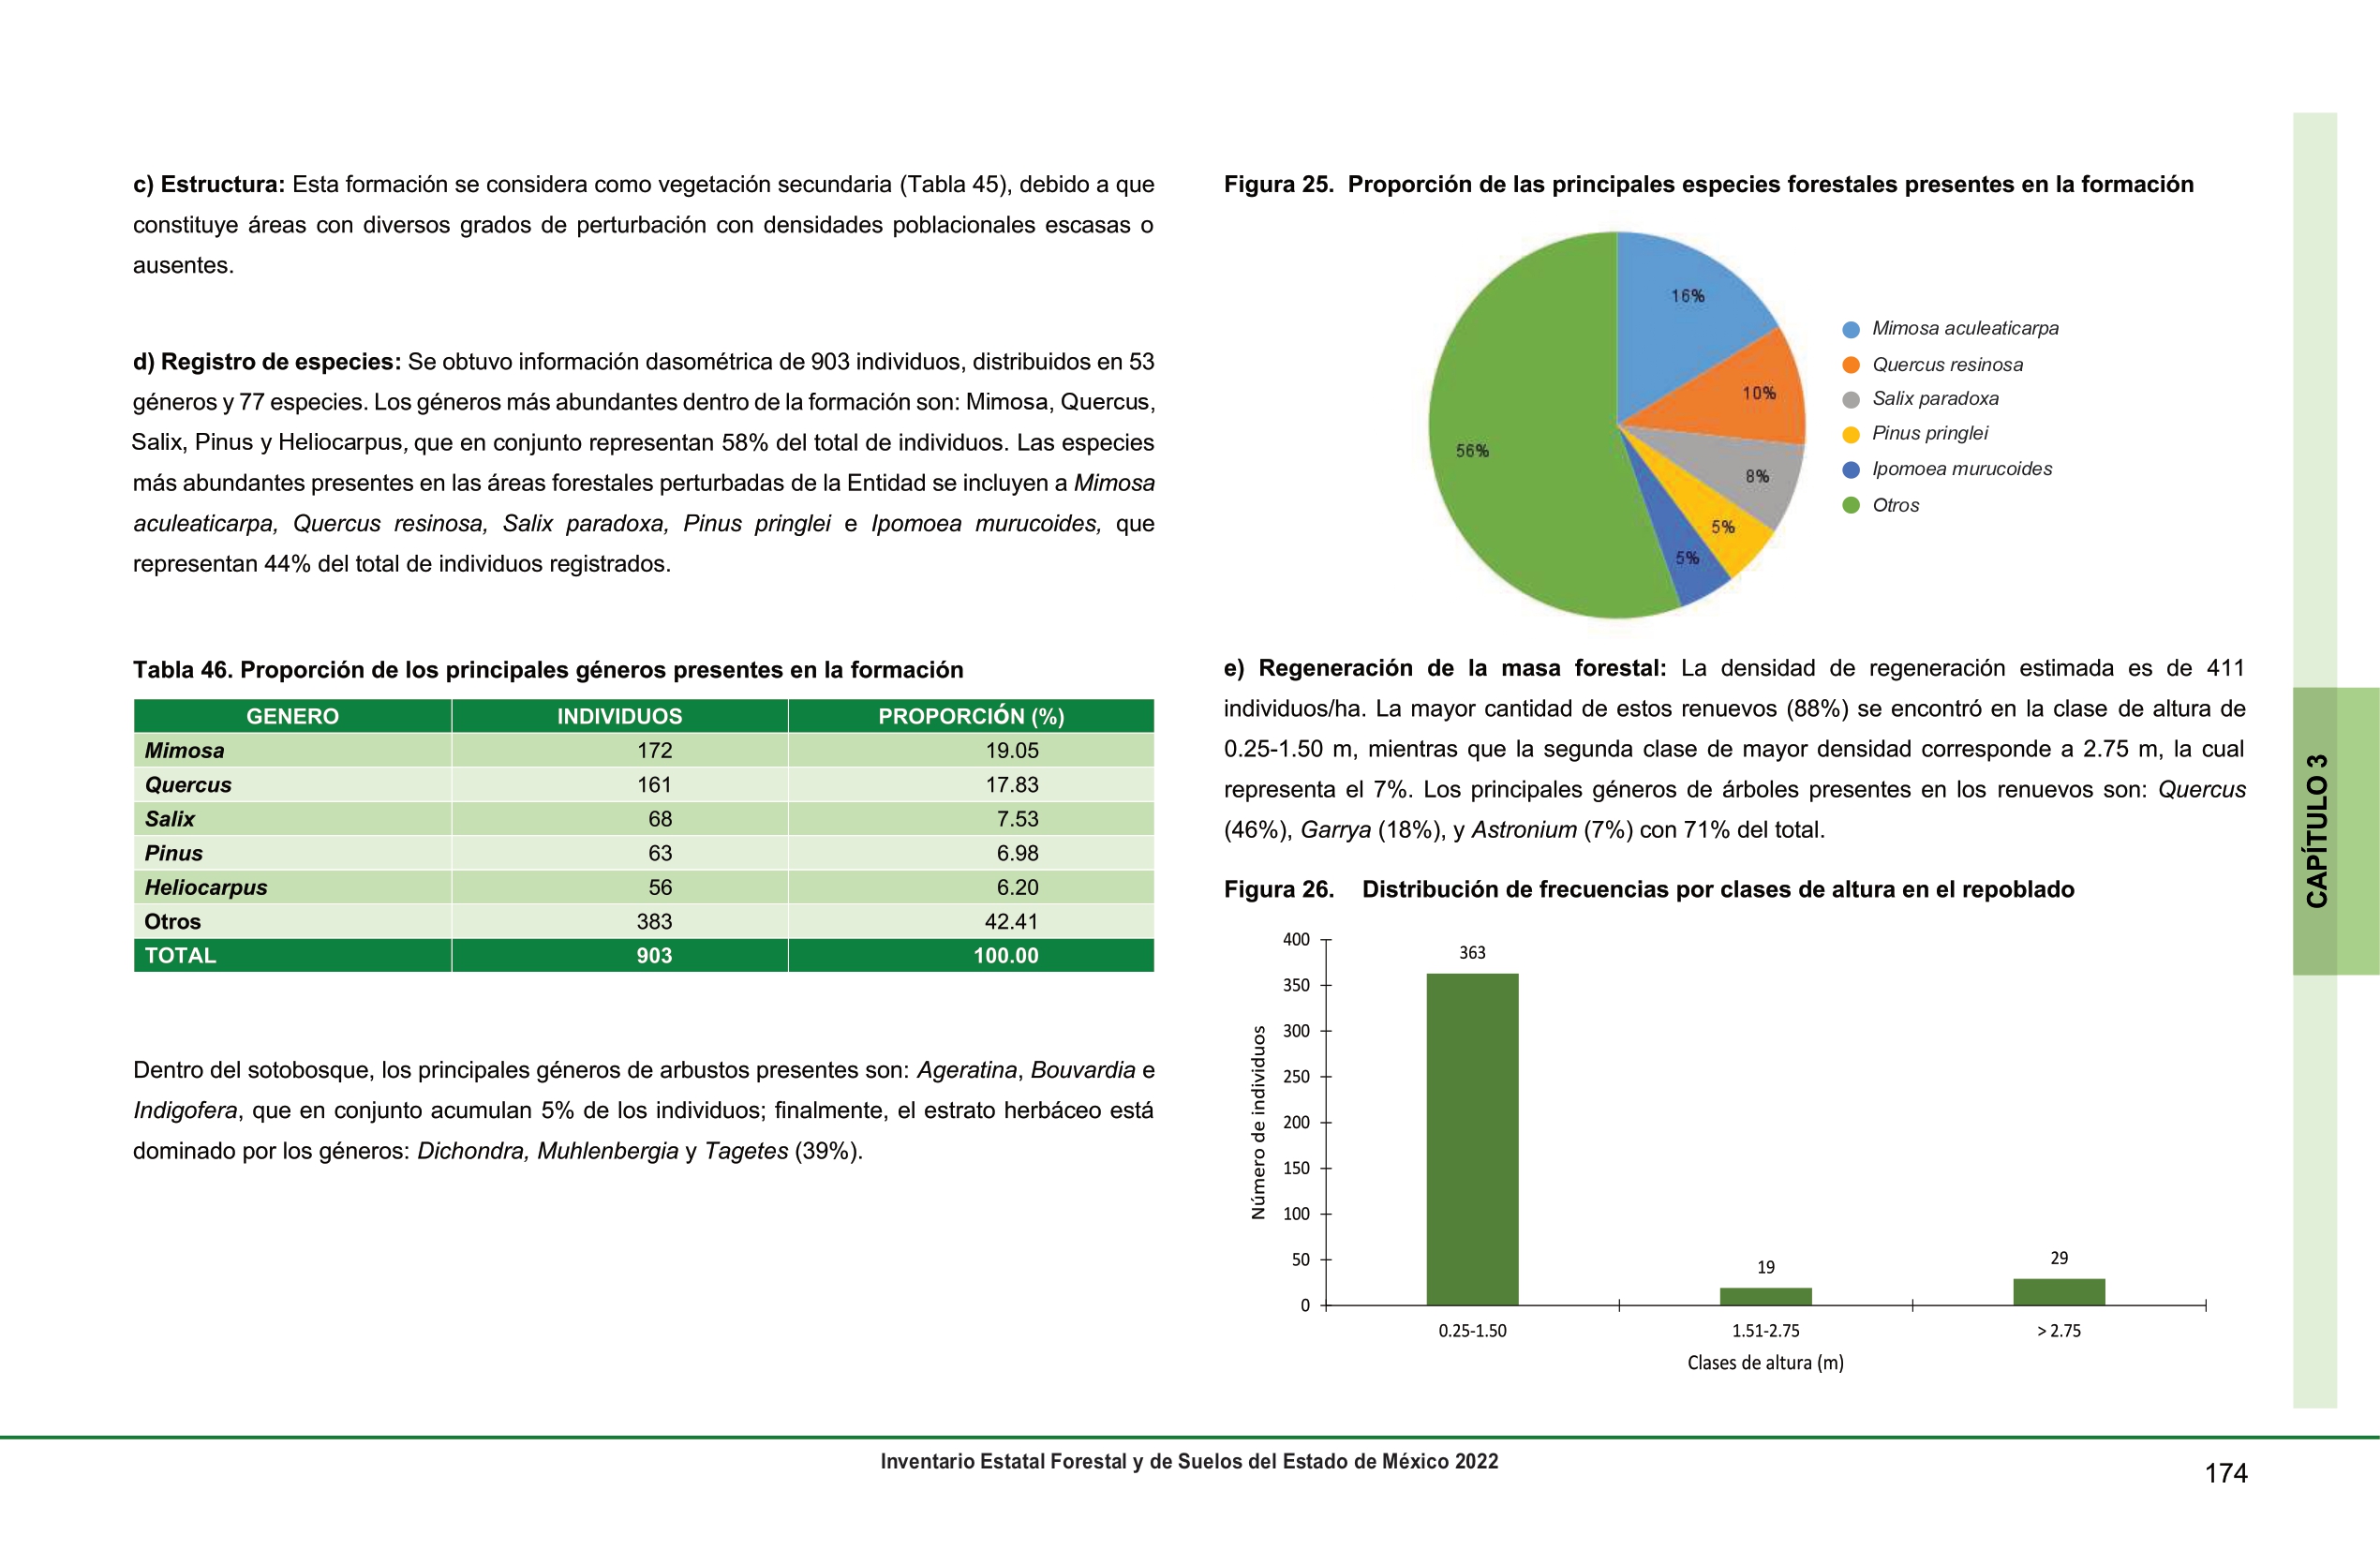 c) Estructura: Esta formación se considera como vegetación secundaria (Tabla 45), debido a que
constituye áreas con diversos grados de perturbación con densidades poblacionales escasas o
ausentes.
d) Registro de especies: Se obtuvo información dasométrica de 903 individuos, distribuidos en 53
géneros y 77 especies. Los géneros más abundantes dentro de la formación son: Mimosa, Quercus,
Salix, Pinus y Heliocarpus, que en conjunto representan 58% del total de individuos. Las especies
más abundantes presentes en las áreas forestales perturbadas de la Entidad se incluyen a Mimosa
aculeaticarpa, Quercus resinosa, Salix paradoxa, Pinus pringlei e Ipomoea murucoides, que
representan 44% del total de individuos registrados.
Tabla 46. Proporción de los principales géneros presentes en la formación
GENERO INDIVIDUOS PROPORCIÓN (%)
Mimosa 172 19.05
Quercus 161 17.83
Salix 68 7.53
Pinus 63 6.98
Heliocarpus 56 6.20
Otros 383 42.41
TOTAL 903 100.00
Dentro del sotobosque, los principales géneros de arbustos presentes son: Ageratina, Bouvardia e
Indigofera, que en conjunto acumulan 5% de los individuos; finalmente, el estrato herbáceo está
dominado por los géneros: Dichondra, Muhlenbergia y Tagetes (39%).
Figura 25. Proporción de las principales especies forestales presentes en la formación
16%
10%
8%
5%
5%
56%
Mimosa aculeaticarpa
Quercus resinosa
Salix paradoxa
Pinus pringlei
Ipomoea murucoides
Otros
e) Regeneración de la masa forestal: La densidad de regeneración estimada es de 411
individuos/ha. La mayor cantidad de estos renuevos (88%) se encontró en la clase de altura de
0.25-1.50 m, mientras que la segunda clase de mayor densidad corresponde a 2.75 m, la cual
representa el 7%. Los principales géneros de árboles presentes en los renuevos son: Quercus
(46%), Garrya (18%), y Astronium (7%) con 71% del total.
Figura 26. Distribución de frecuencias por clases de altura en el repoblado
Número de individuos
400
350
300
250
200
150
100
50
0
363
19
29
0.25-1.50 1.51-2.75 > 2.75
Clases de altura (m)
CAPÍTULO 3
Inventario Estatal Forestal y de Suelos del Estado de México 2022
174